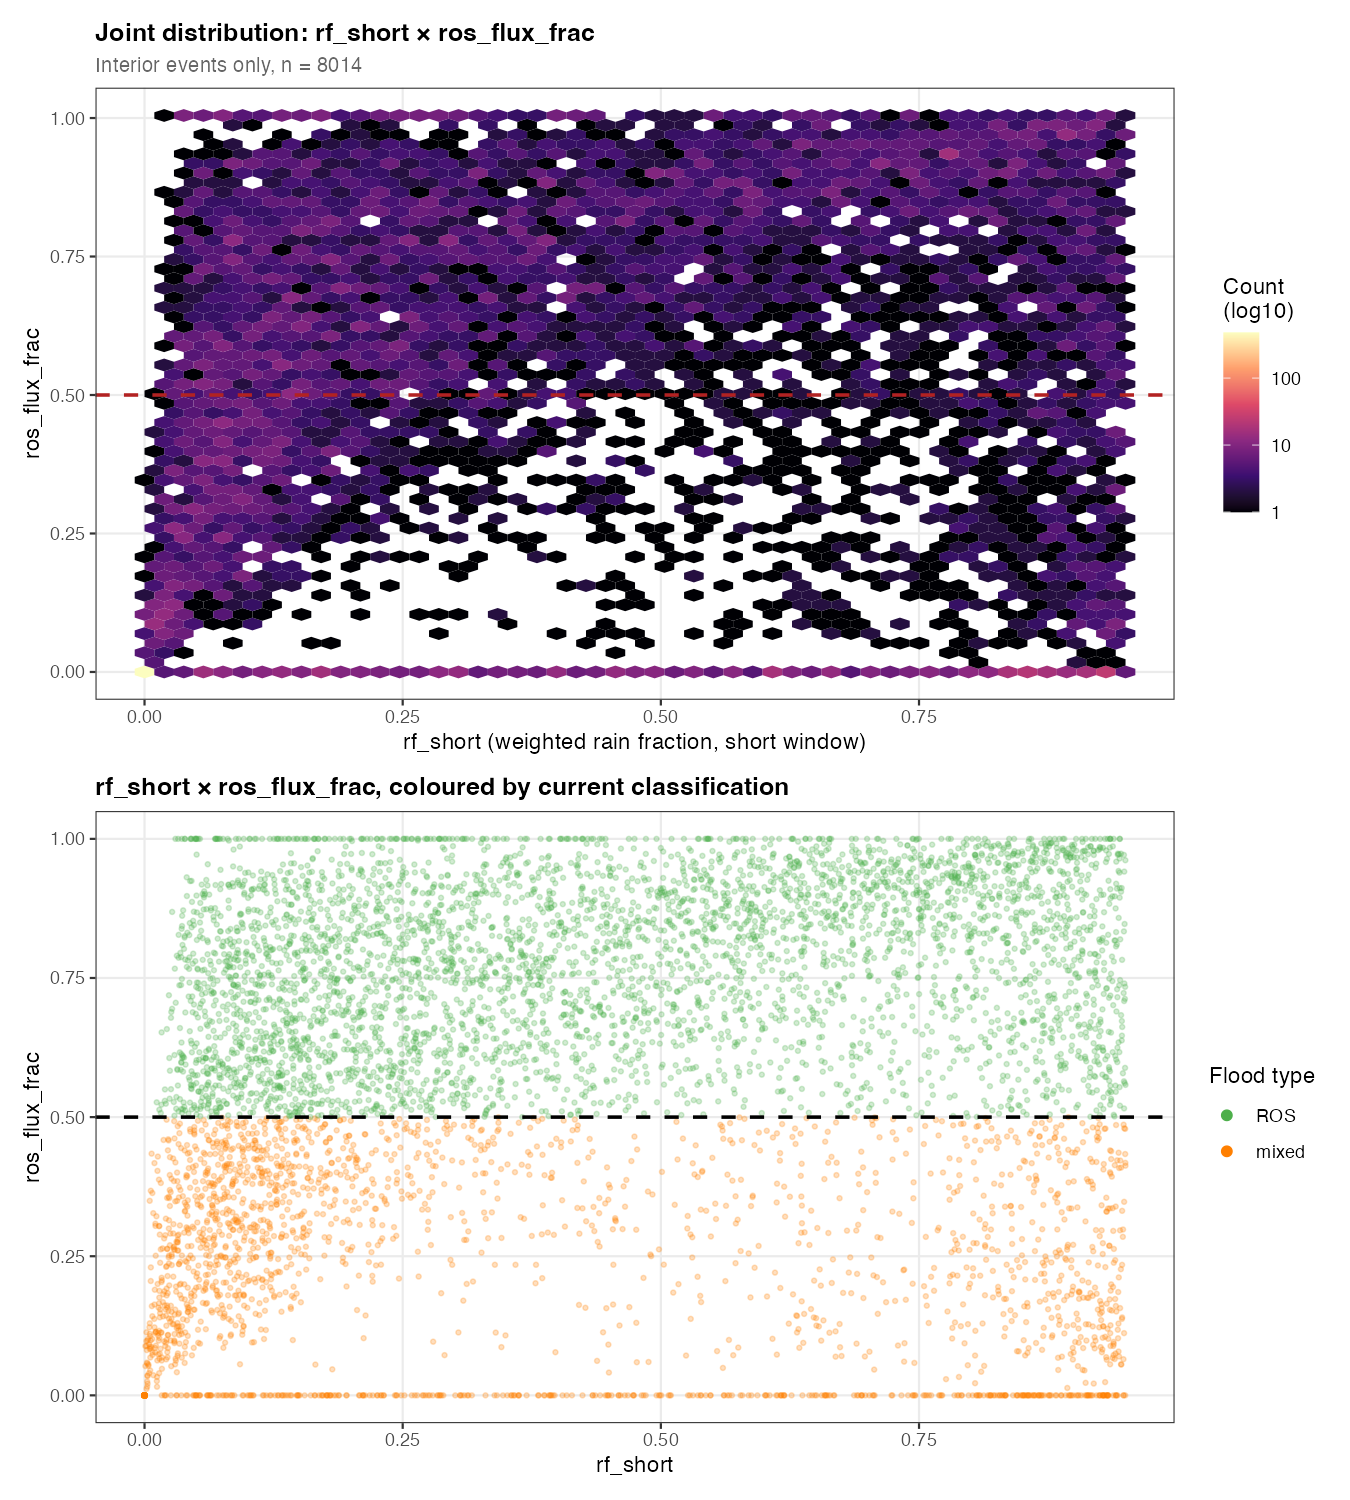 Joint distribution: rf_short × ros_flux_frac
Interior events only, n = 8014
1.00
0.75
0.50
0.25
0.00
ros_flux_frac
0.00 0.25 0.50 0.75
rf_short (weighted rain fraction, short window)
Count
(log10)
100
10
1
rf_short × ros_flux_frac, coloured by current classification
1.00
0.75
0.50
0.25
0.00
ros_flux_frac
0.00 0.25 0.50 0.75
rf_short
Flood type
ROS
mixed